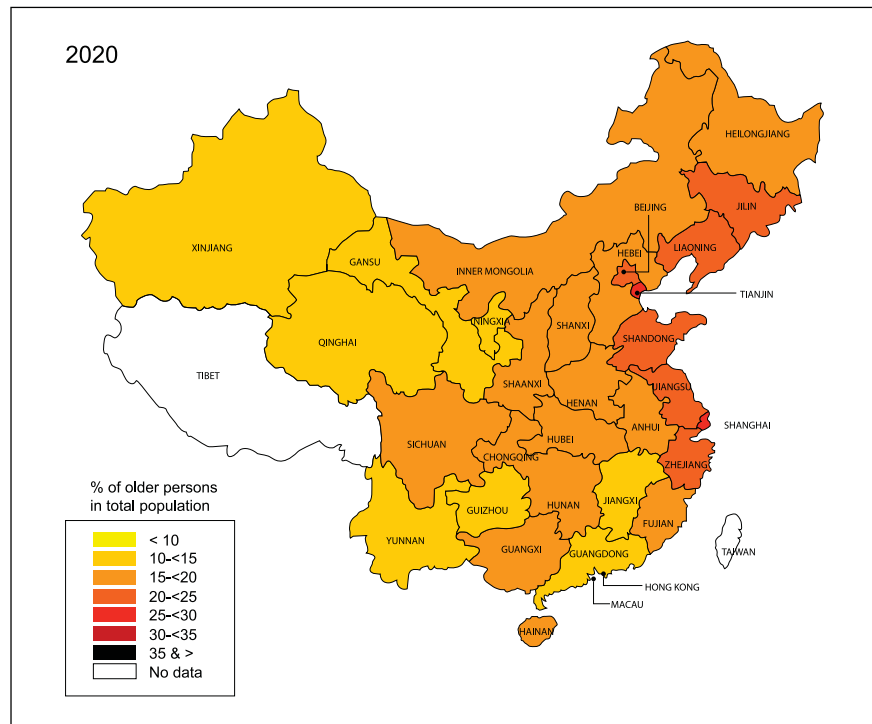 2020
HEILONGJIANG
JILIN
BEIJING
LIAONING
HEBEI
XINJIANG
GANSU
INNER MONGOLIA
TIANJIN
NINGXIA
SHANXI
QINGHAI
SHANDONG
TIBET
SHAANXI
JIANGSU
HENAN
SHANGHAI
ANHUI
HUBEI
SICHUAN
CHONGQING
ZHEJIANG
JIANGXI
HUNAN
GUIZHOU
FUJIAN
YUNNAN
GUANGXI
GUANGDONG
TAIWAN
HONG KONG
MACAU
HAINAN
% of older persons
in total population
< 10
10-<15
15-<20
20-<25
25-<30
30-<35
35 & >
No data